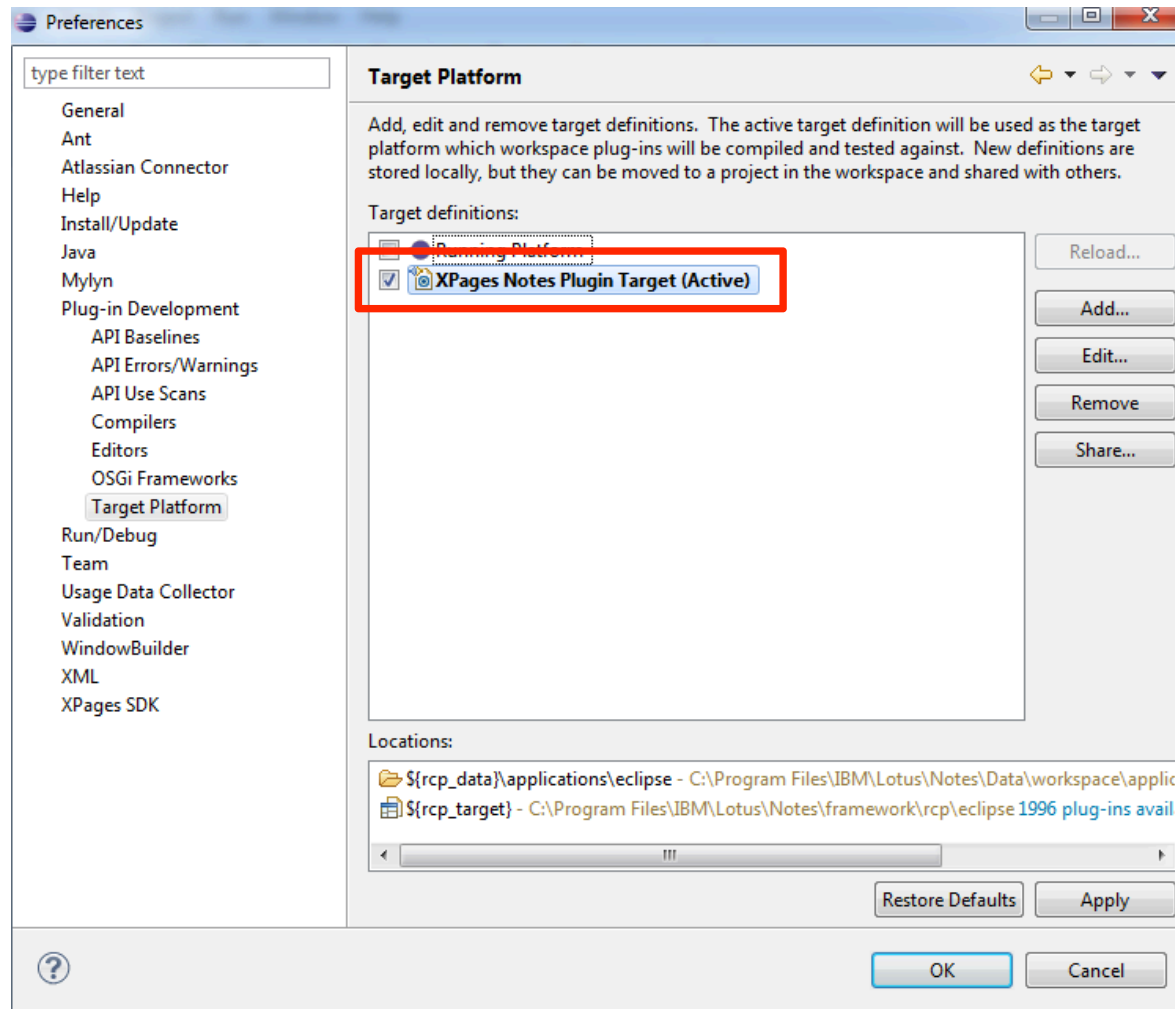 Preferences
type filter text
General
Ant
Atlassian Connector
Help
Install/Update
Java
Mylyn
Plug-in Development
API Baselines
API Errors/Warnings
API Use Scans
Compilers
Editors
OSGi Frameworks
Target Platform
Run/Debug
Team
Usage Data Collector
Validation
WindowBuilder
XML
XPages SDK
Target Platform
Add, edit and remove target definitions. The active target definition will be used as the target
platform which workspace plug-ins will be compiled and tested against. New definitions are
stored locally, but they can be moved to a project in the workspace and shared with others.
Target definitions:
Running Platform
XPages Notes Plugin Target (Active)
Reload...
Add...
Edit...
Remove
Share...
Locations:
${rcp_data}\applications\eclipse - C:\Program Files\IBM\Lotus\Notes\Data\workspace\applic
${rcp_target} - C:\Program Files\IBM\Lotus\Notes\framework\rcp\eclipse 1996 plug-ins avail
Restore Defaults
Apply
OK
Cancel